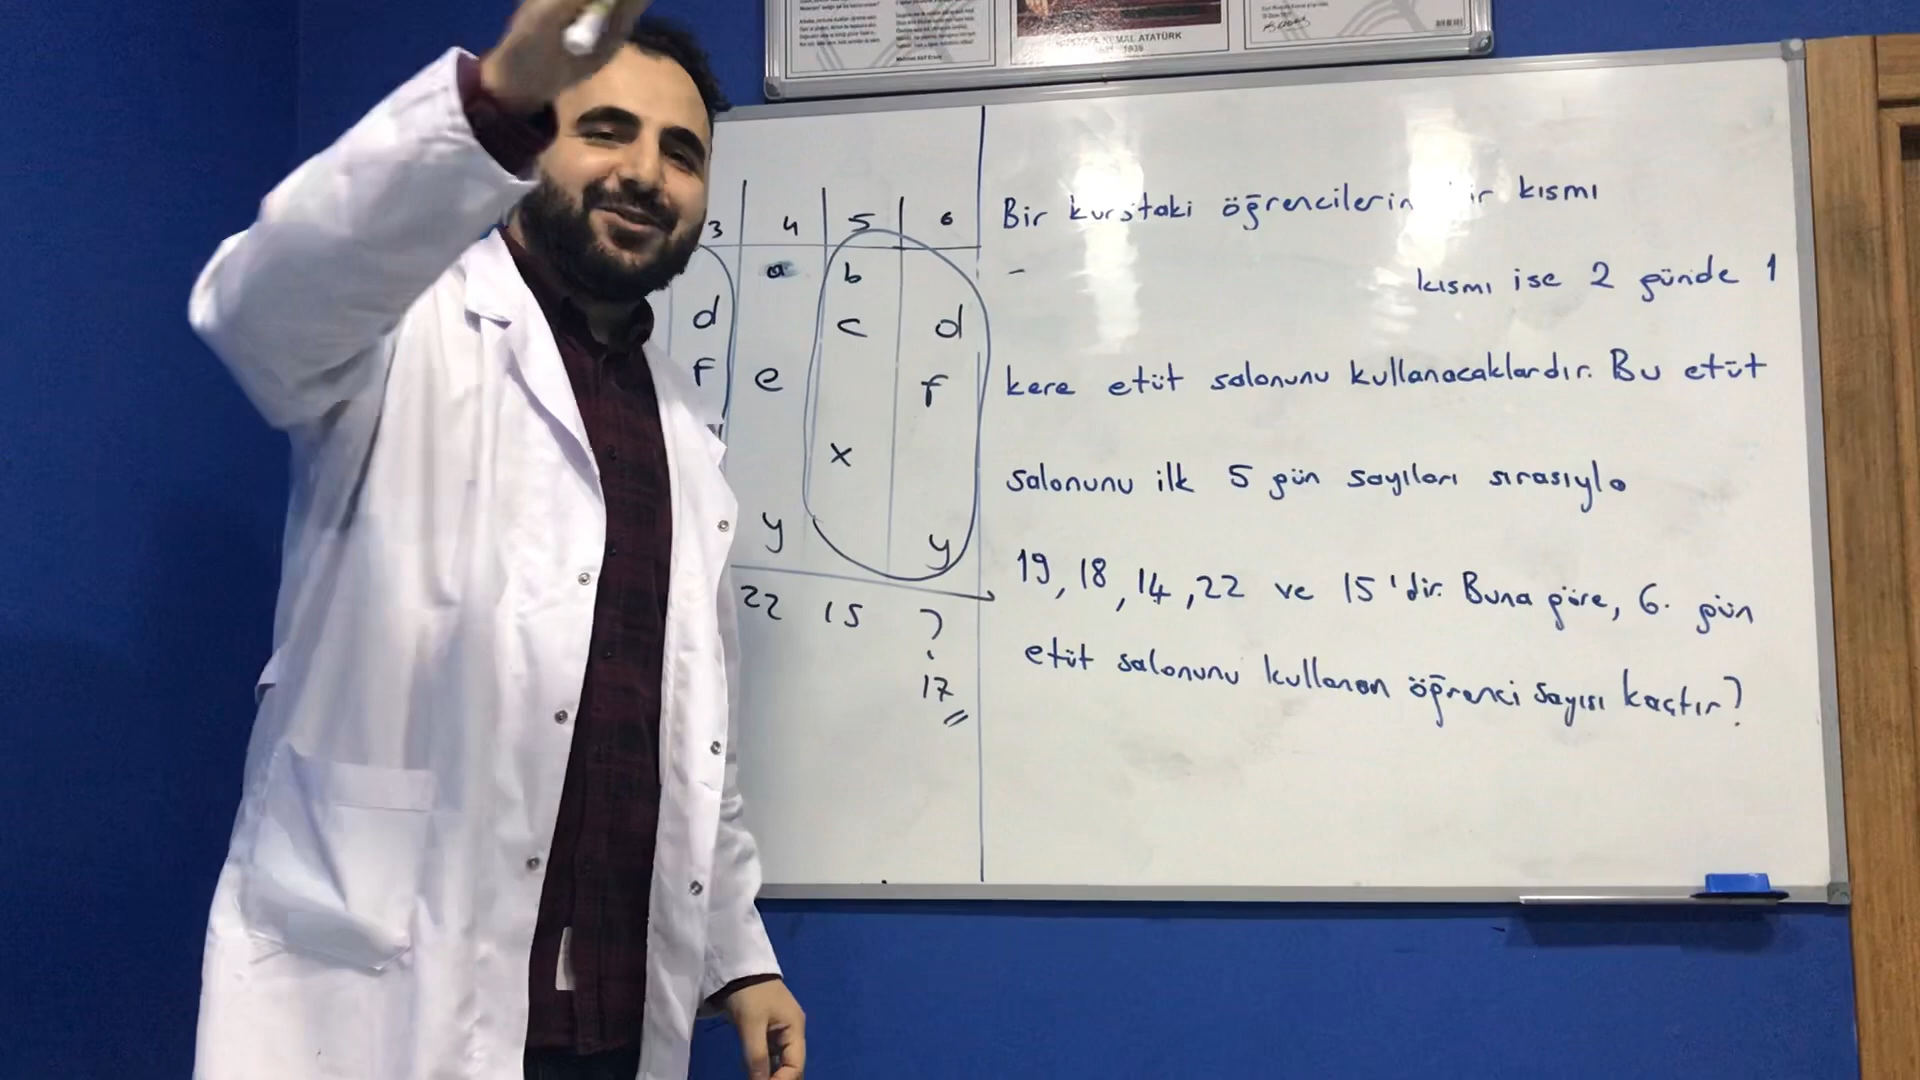 KEMAL ATATÜRK
3 4 5 6
a b
d c d
f e f
x
y y
22 15 ?
17
Bir kurstaki öğrencilerin kısmı
kısmı ise 2 günde 1
kere etüt salonunu kullanacaklardır. Bu etüt
salonunu ilk 5 gün sayıları sırasıyla
19, 18, 14, 22 ve 15'dir. Buna göre, 6. gün
etüt salonunu kullanan öğrenci sayısı kaçtır?